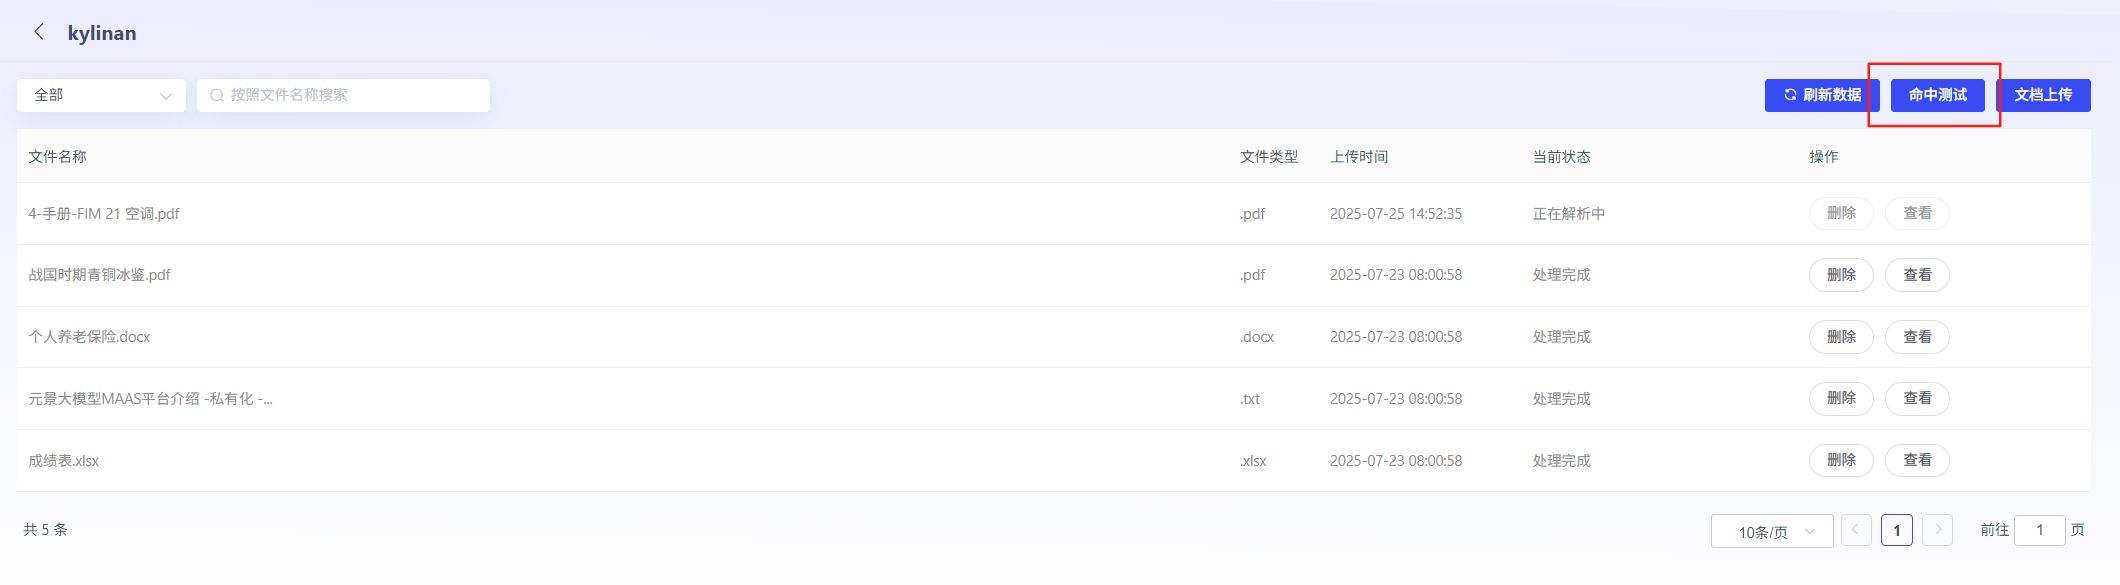 kylinan
全部 按照文件名称搜索 刷新数据 命中测试 文档上传
文件名称 文件类型 上传时间 当前状态 操作
4-手册-FIM 21 空调.pdf .pdf 2025-07-25 14:52:35 正在解析中 删除 查看
战国时期青铜冰鉴.pdf .pdf 2025-07-23 08:00:58 处理完成 删除 查看
个人养老保险.docx .docx 2025-07-23 08:00:58 处理完成 删除 查看
元景大模型MAAS平台介绍 -私有化 -... .txt 2025-07-23 08:00:58 处理完成 删除 查看
成绩表.xlsx .xlsx 2025-07-23 08:00:58 处理完成 删除 查看
共 5 条 10条/页 1 前往 1 页